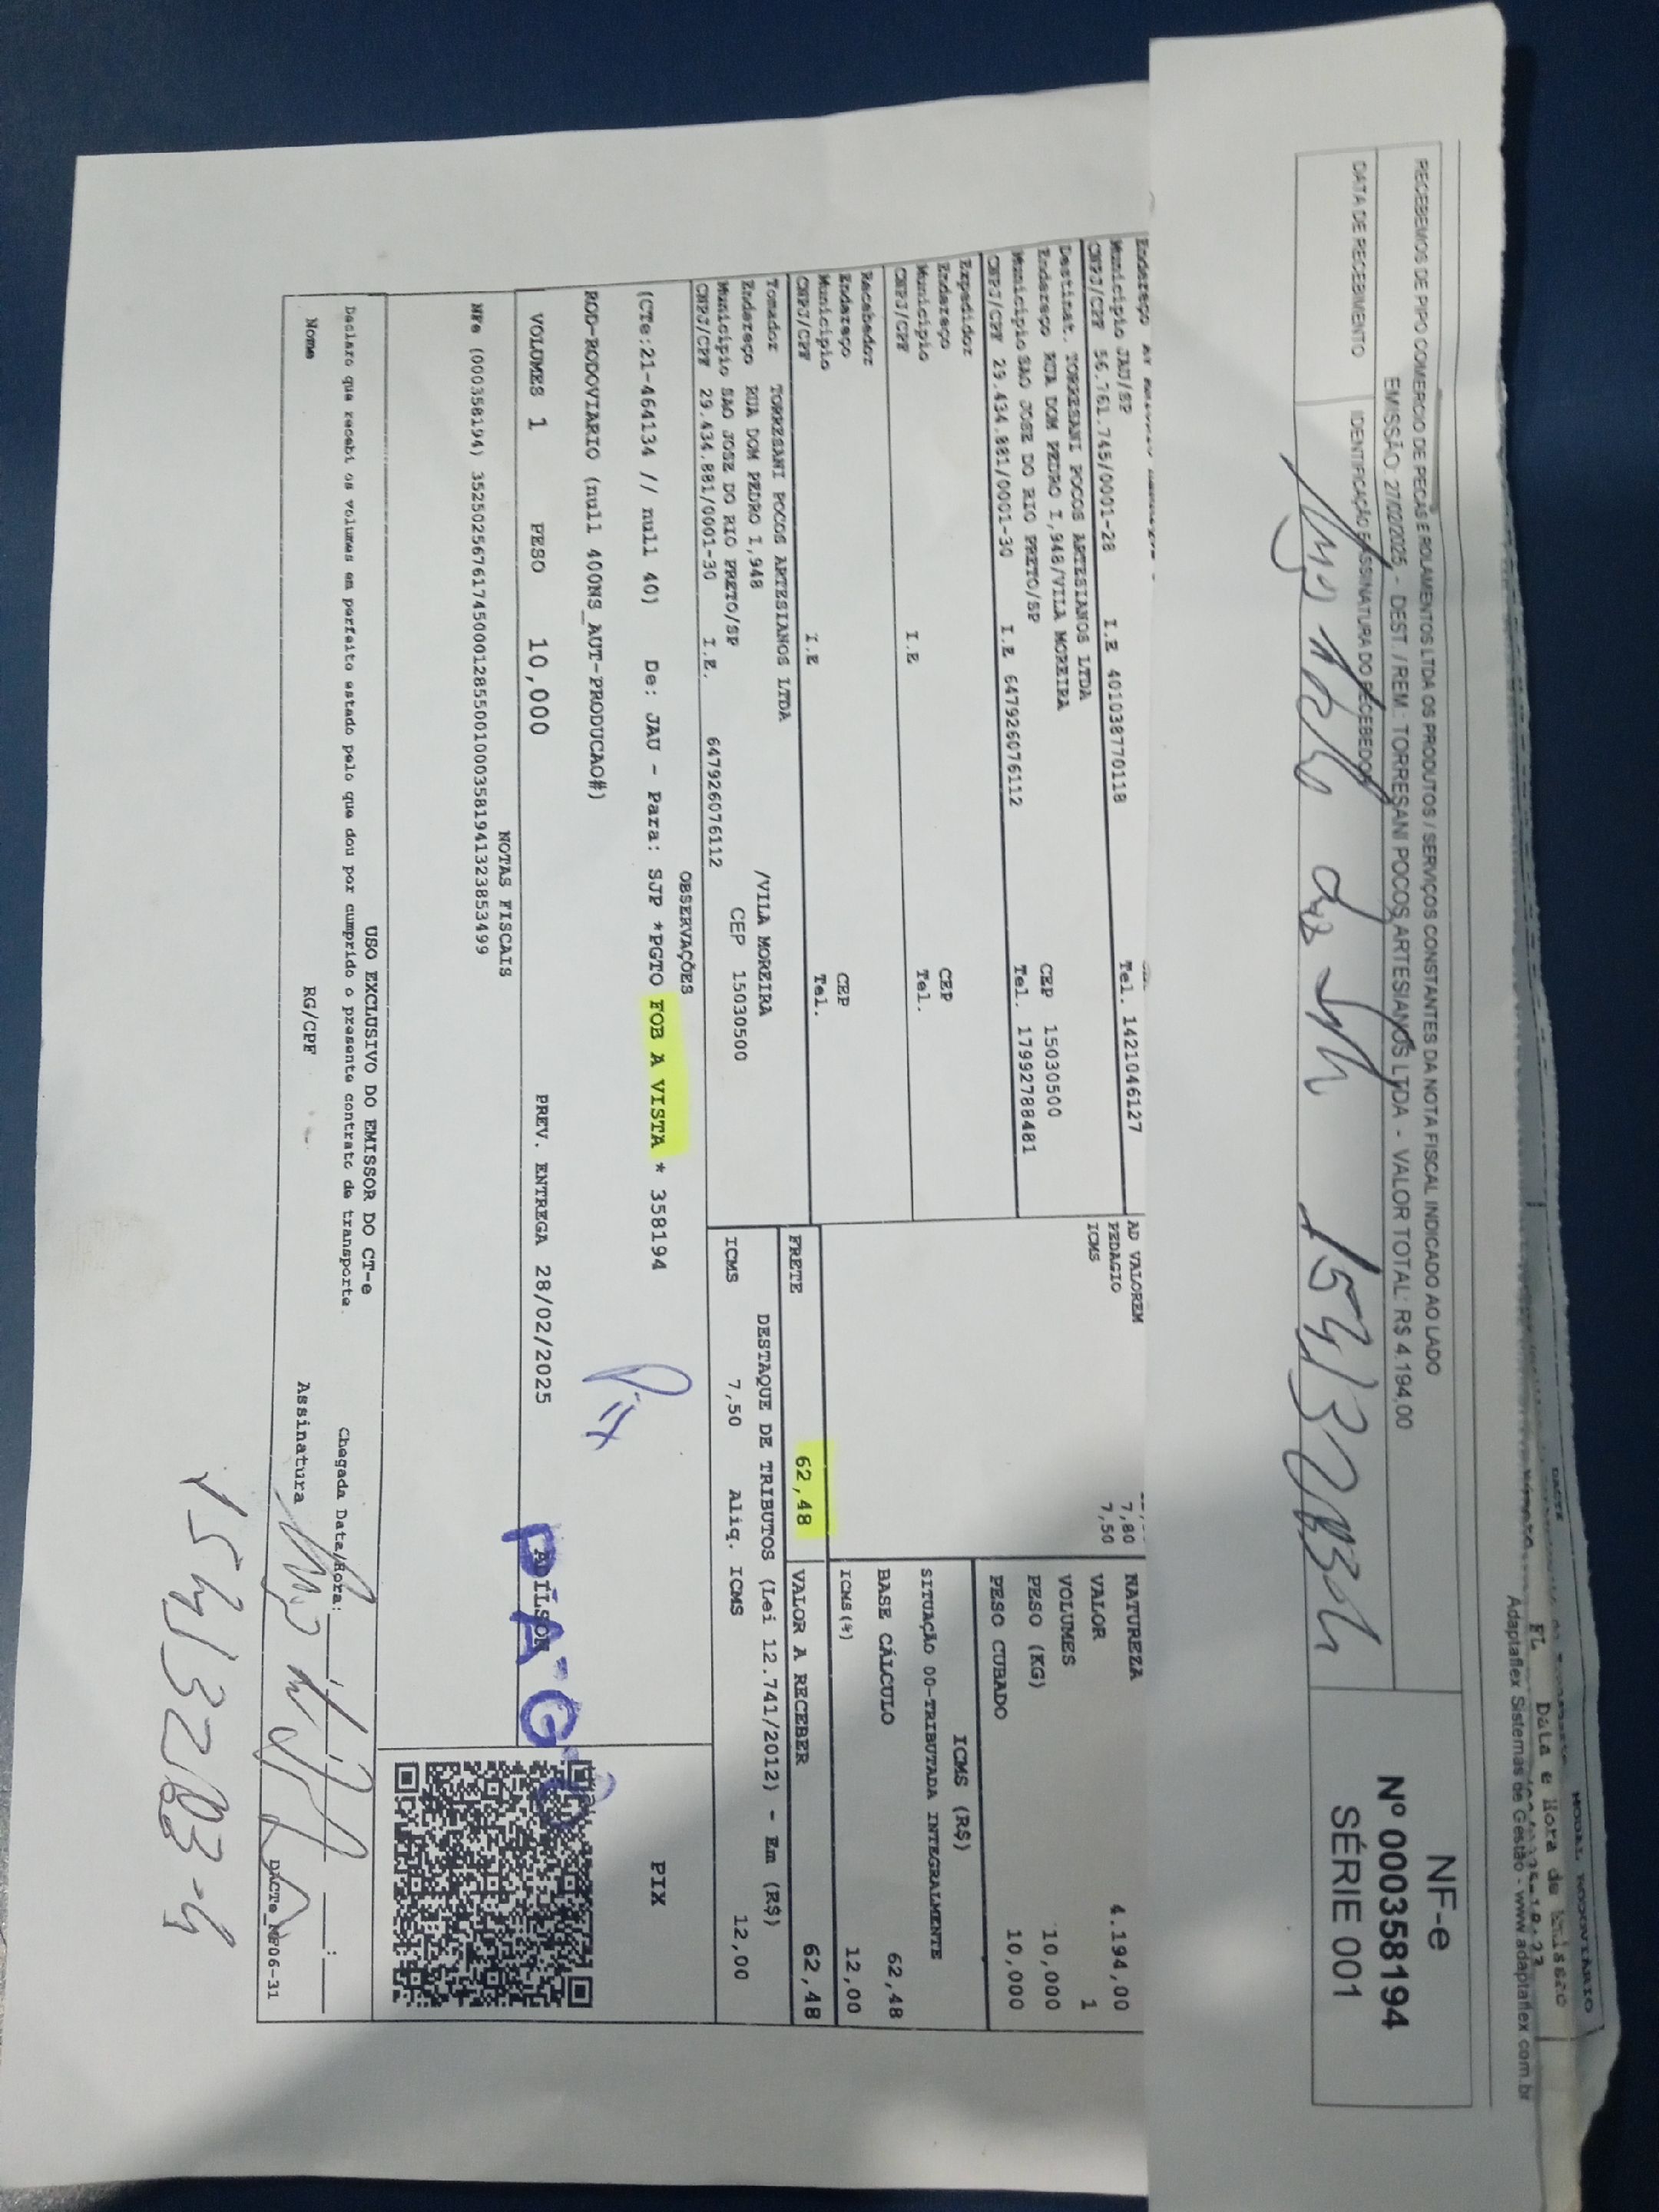 MODAL RODOVIÁRIO
DACTE
FL Data e Hora de Emissão
Adaptaflex Sistemas de Gestão - www.adaptaflex.com.br
RECEBEMOS DE PIPO COMERCIO DE PECAS E ROLAMENTOS LTDA OS PRODUTOS / SERVIÇOS CONSTANTES DA NOTA FISCAL INDICADO AO LADO
EMISSÃO: 27/02/2025 - DEST. / REM.: TORRESANI POCOS ARTESIANOS LTDA - VALOR TOTAL: R$ 4.194,00
DATA DE RECEBIMENTO
IDENTIFICAÇÃO E ASSINATURA DO RECEBEDOR
NF-e
Nº 000358194
SÉRIE 001
Endereço
Município JAU/SP Tel. 1421046127
CNPJ/CPF 56.761.745/0001-28 I.E 401038770118
Destinat. TORRESANI POCOS ARTESIANOS LTDA
Endereço RUA DOM PEDRO I,948/VILA MOREIRA CEP 15030500
Município SAO JOSE DO RIO PRETO/SP Tel. 17992788481
CNPJ/CPF 29.434.881/0001-30 I.E 647926076112
Expedidor
Endereço CEP
Município Tel.
CNPJ/CPF I.E
Recebedor
Endereço CEP
Município Tel.
CNPJ/CPF I.E
Tomador TORRESANI POCOS ARTESIANOS LTDA
Endereço RUA DOM PEDRO I,948 /VILA MOREIRA
Município SAO JOSE DO RIO PRETO/SP CEP 15030500
CNPJ/CPF 29.434.881/0001-30 I.E. 647926076112
AD VALOREM
PEDAGIO 7,80
ICMS 7,50
NATUREZA
VALOR 4.194,00
VOLUMES 1
PESO (KG) 10,000
PESO CUBADO 10,000
ICMS (R$)
SITUAÇÃO 00-TRIBUTADA INTEGRALMENTE
BASE CÁLCULO 62,48
ICMS(%) 12,00
FRETE 62,48 VALOR A RECEBER 62,48
DESTAQUE DE TRIBUTOS (Lei 12.741/2012) - Em (R$)
ICMS 7,50 Aliq. ICMS 12,00
OBSERVAÇÕES
(CTe:21-464134 // null 40) De: JAU - Para: SJP *PGTO FOB A VISTA * 358194
ROD-RODOVIARIO (null 400NS_AUT-PRODUCAO#)
Pix
PIX
VOLUMES 1 PESO 10,000 PREV. ENTREGA 28/02/2025 ADILSON
PAGO
NOTAS FISCAIS
NFe (000358194) 35250256761745000128550010003581941323853499
USO EXCLUSIVO DO EMISSOR DO CT-e
Declaro que recebi os volumes em perfeito estado pelo que dou por cumprido o presente contrato de transporte.
Chegada Data/Hora:
Nome RG/CPF Assinatura
DACTe_MP06-31